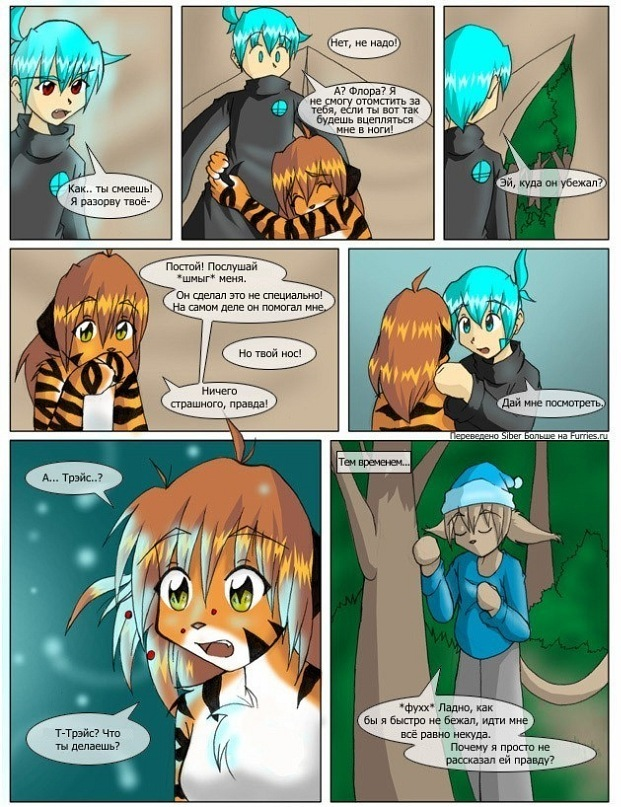 Как.. ты смеешь!
Я разорву твоё-
Нет, не надо!
А? Флора? Я
не смогу отомстить за
тебя, если ты вот так
будешь вцепляться
мне в ноги!
Эй, куда он убежал?
Постой! Послушай
*шмыг* меня.
Он сделал это не специально!
На самом деле он помогал мне.
Но твой нос!
Ничего
страшного, правда!
Дай мне посмотреть.
Переведено Siber Больше на Furries.ru
А... Трэйс..?
Т-Трэйс? Что
ты делаешь?
Тем временем...
*фухх* Ладно, как
бы я быстро не бежал, идти мне
всё равно некуда.
Почему я просто не
рассказал ей правду?